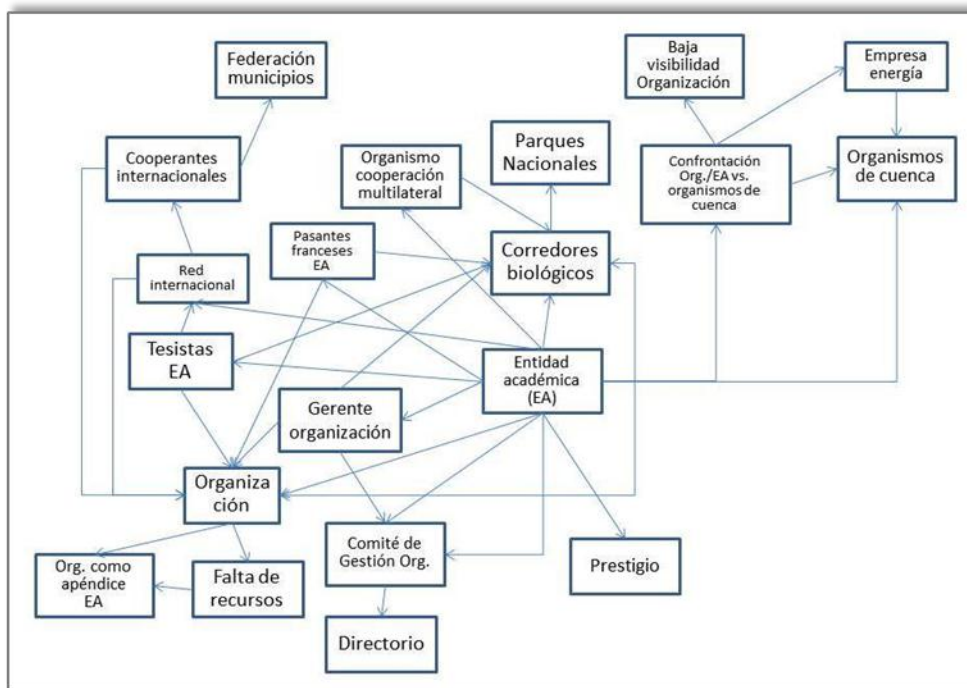 Federación
municipios
Baja
visibilidad
Organización
Empresa
energía
Cooperantes
internacionales
Organismo
cooperación
multilateral
Parques
Nacionales
Confrontación
Org./EA vs.
organismos de
cuenca
Organismos
de cuenca
Pasantes
franceses
EA
Corredores
biológicos
Red
internacional
Tesistas
EA
Entidad
académica
(EA)
Gerente
organización
Organiza
ción
Comité de
Gestión Org.
Prestigio
Org. como
apéndice
EA
Falta de
recursos
Directorio